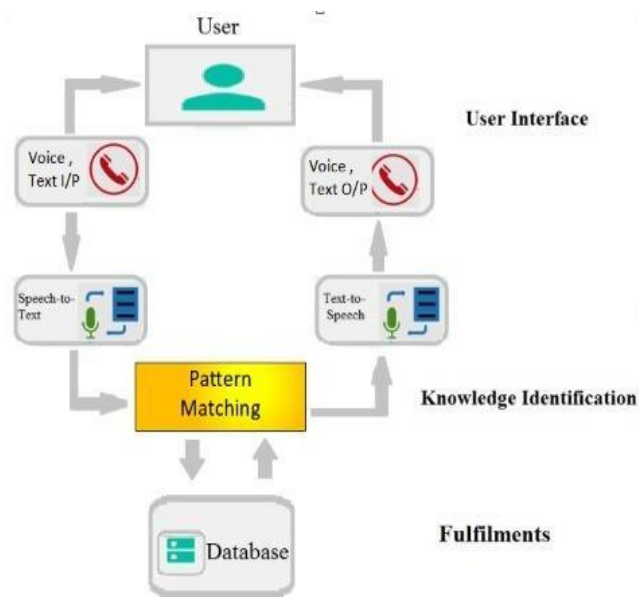 User
User Interface
Voice ,
Text I/P
Voice ,
Text O/P
Speech-to-
Text
Text-to-
Speech
Pattern
Matching
Knowledge Identification
Database
Fulfilments